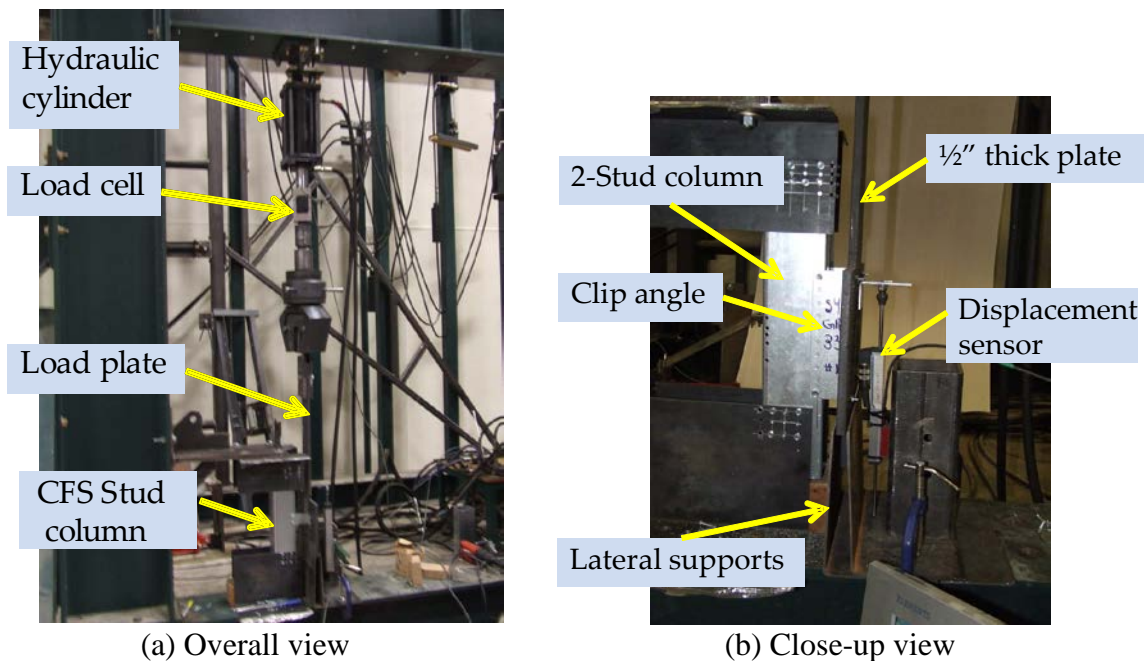 Hydraulic
cylinder
Load cell
Load plate
CFS Stud
column
(a) Overall view
2-Stud column
Clip angle
½” thick plate
Displacement
sensor
Lateral supports
(b) Close-up view